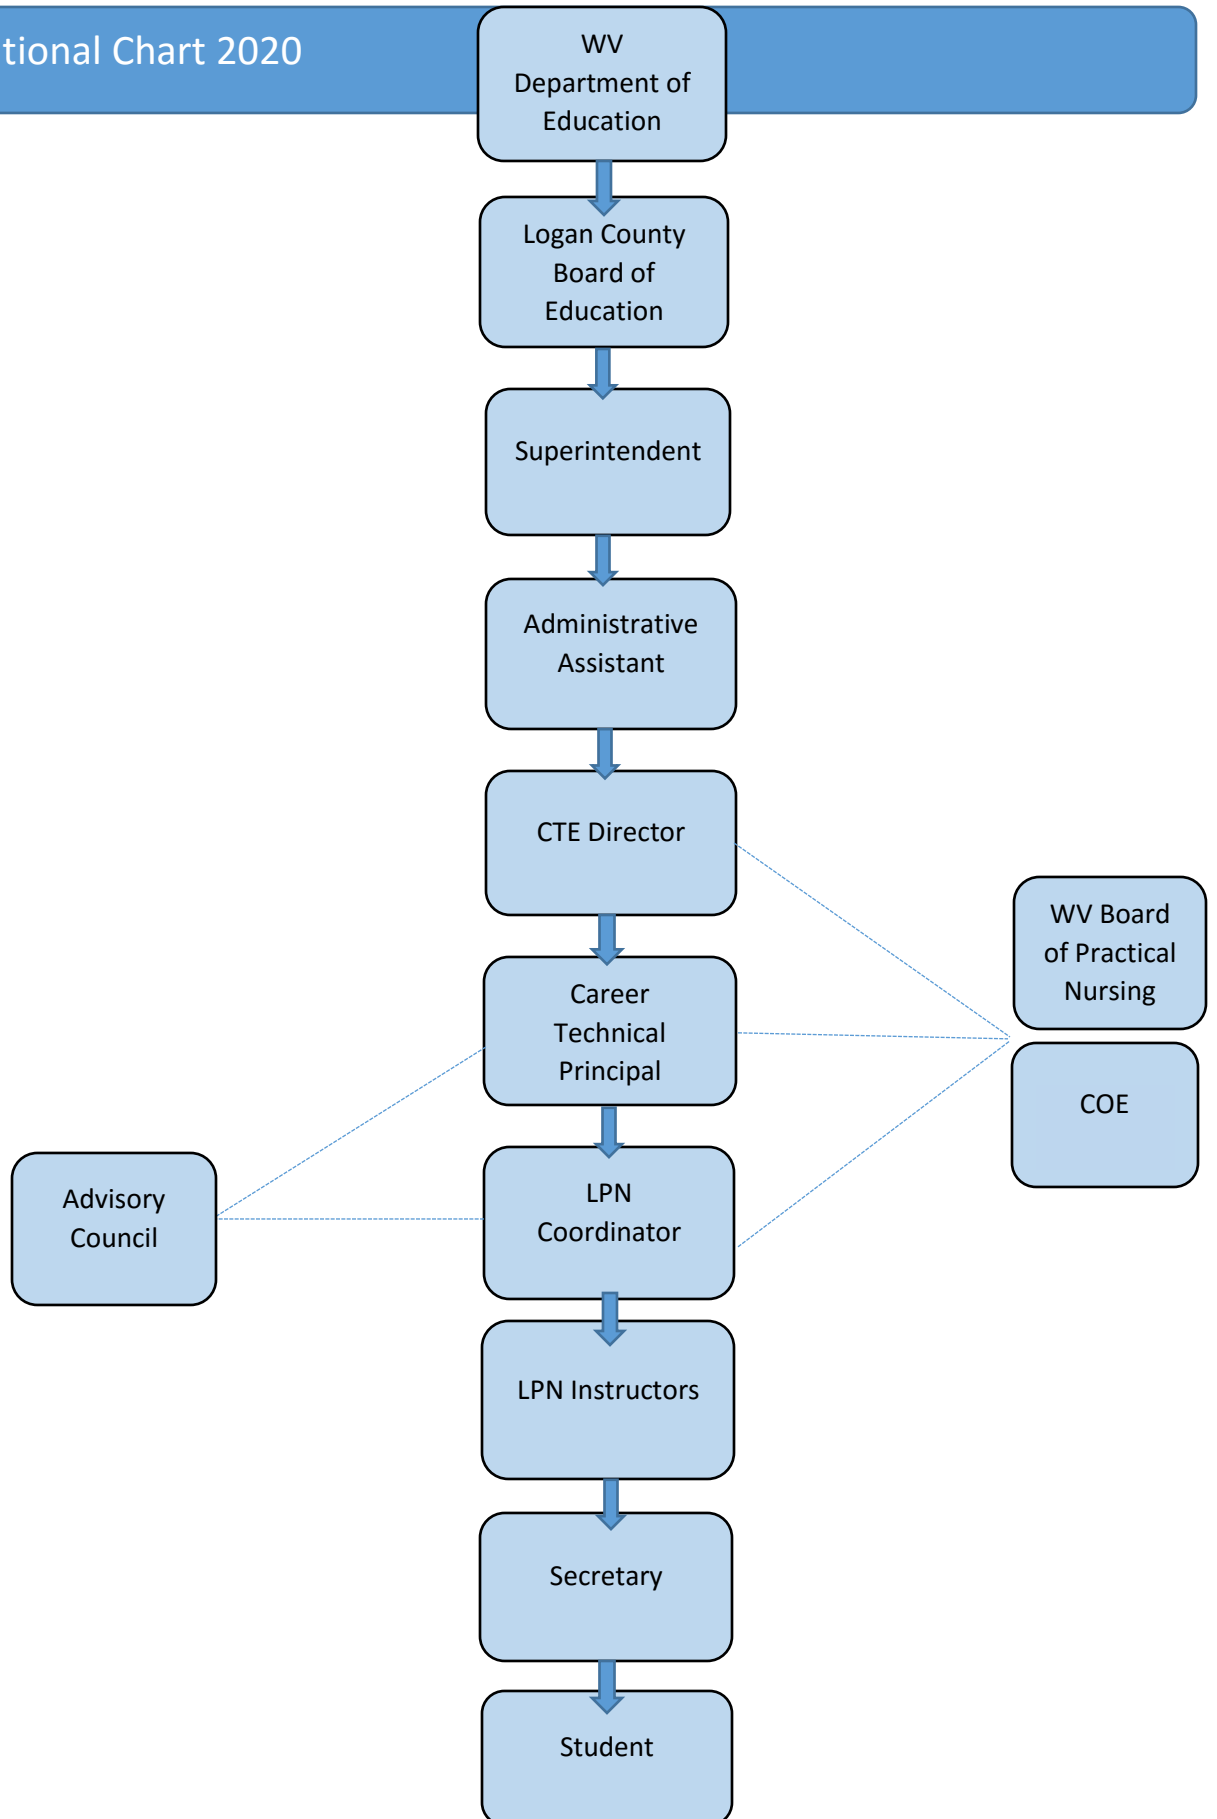 tional Chart 2020
WV
Department of
Education
Logan County
Board of
Education
Superintendent
Administrative
Assistant
CTE Director
WV Board
of Practical
Nursing
Career
Technical
Principal
COE
Advisory
Council
LPN
Coordinator
LPN Instructors
Secretary
Student